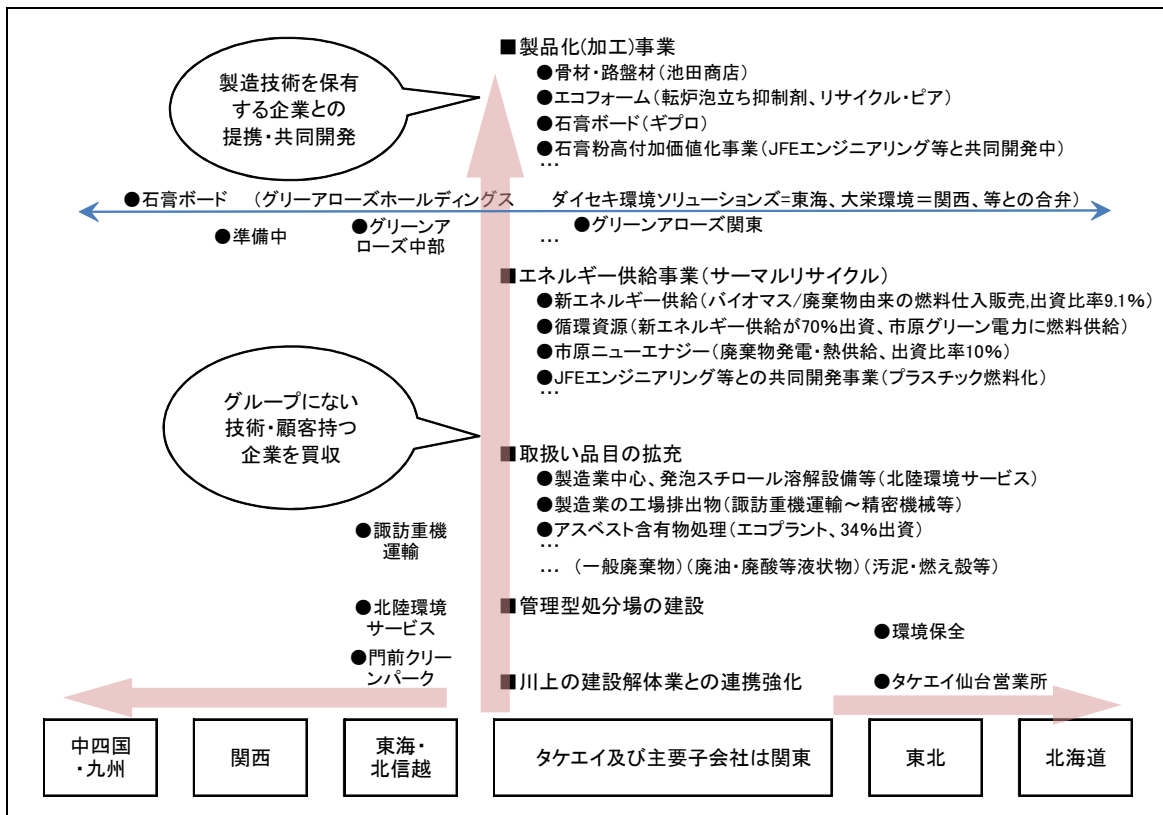 ■製品化(加工)事業
●骨材・路盤材(池田商店)
●エコフォーム(転炉泡立ち抑制剤、リサイクル・ピア)
●石膏ボード(ギプロ)
●石膏粉高付加価値化事業(JFEエンジニアリング等と共同開発中)
…
製造技術を保有
する企業との
提携・共同開発
●石膏ボード (グリーアローズホールディングス ダイセキ環境ソリューションズ=東海、大栄環境=関西、等との合弁)
●準備中
●グリーンア
ローズ中部
●グリーンアローズ関東
…
■エネルギー供給事業(サーマルリサイクル)
●新エネルギー供給(バイオマス/廃棄物由来の燃料仕入販売,出資比率9.1%)
●循環資源(新エネルギー供給が70%出資、市原グリーン電力に燃料供給)
●市原ニューエナジー(廃棄物発電・熱供給、出資比率10%)
●JFEエンジニアリング等との共同開発事業(プラスチック燃料化)
…
グループにない
技術・顧客持つ
企業を買収
■取扱い品目の拡充
●製造業中心、発泡スチロール溶解設備等(北陸環境サービス)
●製造業の工場排出物(諏訪重機運輸~精密機械等)
●アスベスト含有物処理(エコプラント、34%出資)
…
… (一般廃棄物)(廃油・廃酸等液状物)(汚泥・燃え殻等)
●諏訪重機
運輸
■管理型処分場の建設
●北陸環境
サービス
●環境保全
●門前クリー
ンパーク
■川上の建設解体業との連携強化
●タケエイ仙台営業所
中四国
・九州
関西
東海・
北信越
タケエイ及び主要子会社は関東
東北
北海道